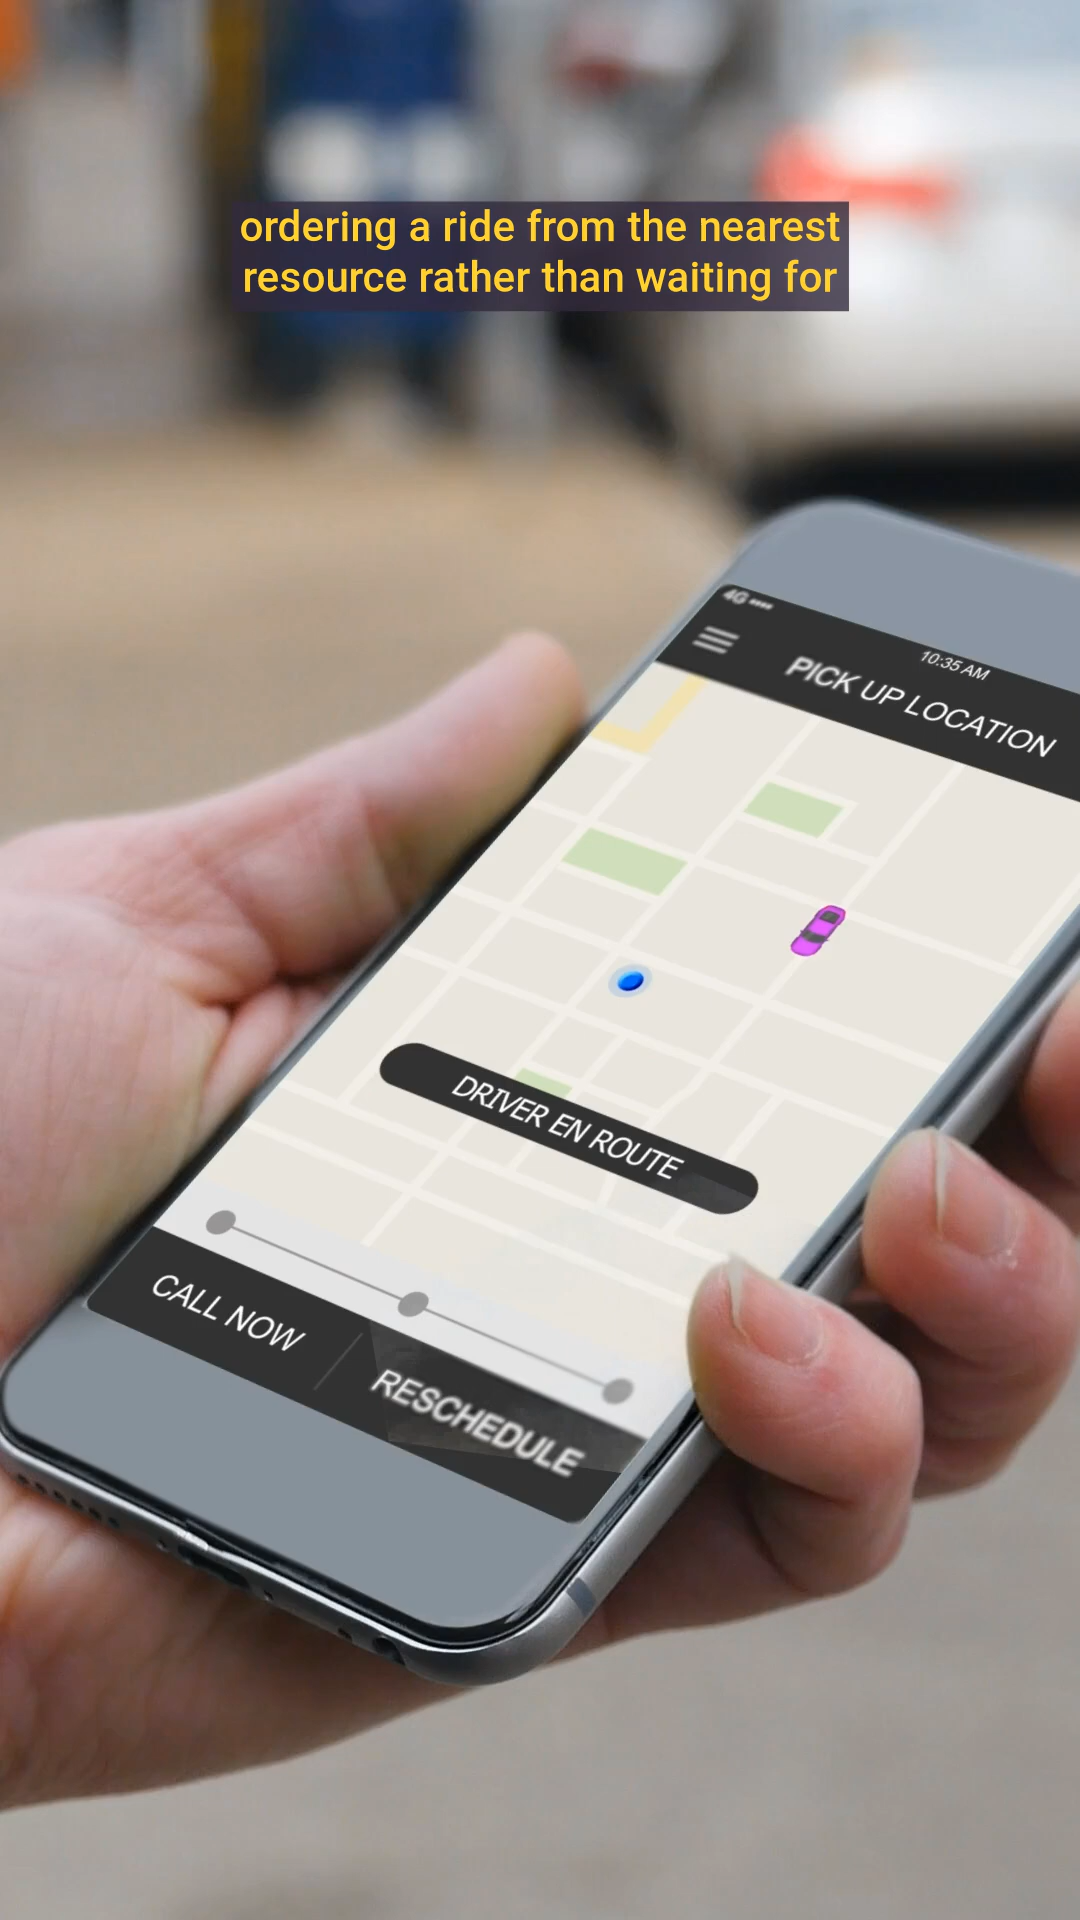 ordering a ride from the nearest
resource rather than waiting for
4G
10:35 AM
PICK UP LOCATION
DRIVER EN ROUTE
CALL NOW
RESCHEDULE